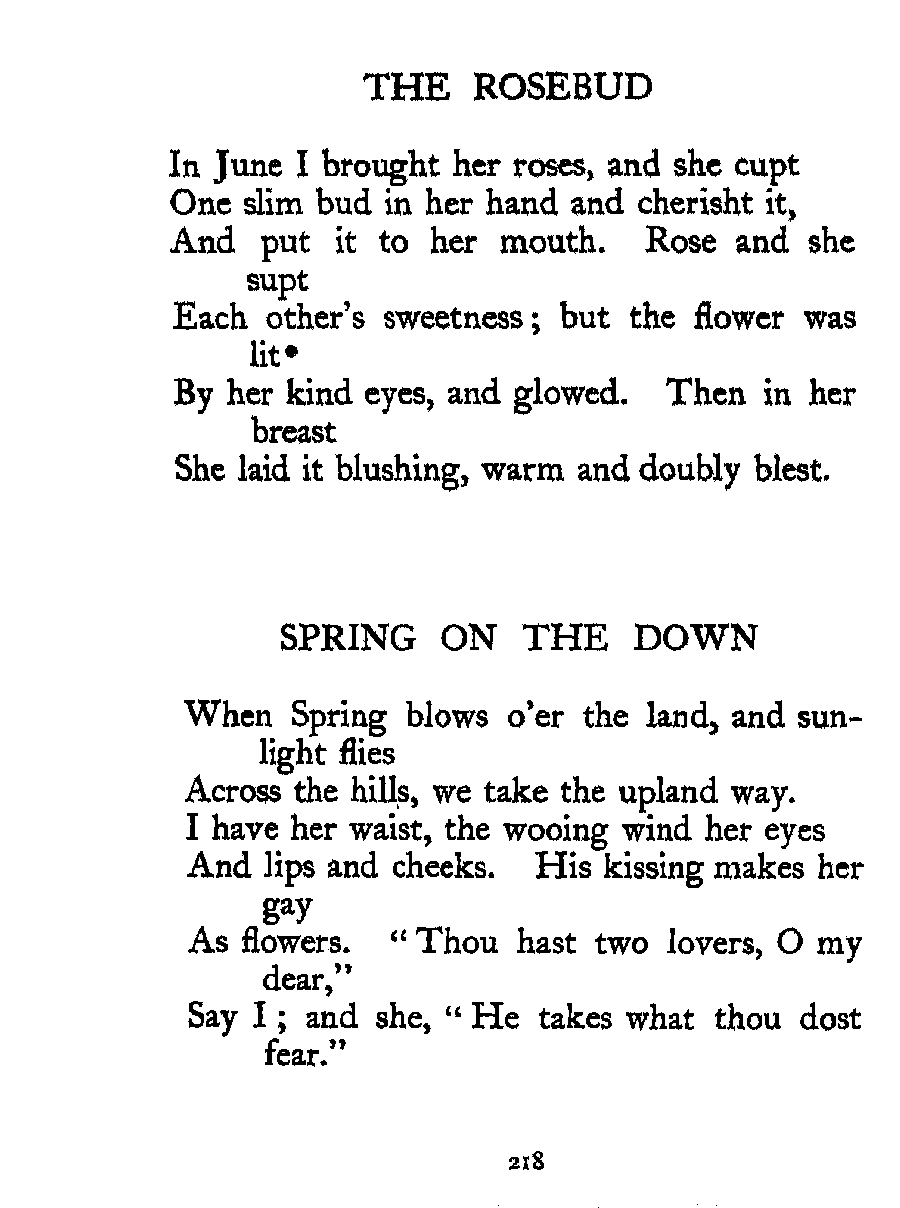 THE ROSEBUD
In June I brought her roses, and she cupt
One slim bud in her hand and cherisht it,
And put it to her mouth. Rose and she
supt
Each other's sweetness; but the flower was
lit•
By her kind eyes, and glowed. Then in her
breast
She laid it blushing, warm and doubly blest.
SPRING ON THE DOWN
When Spring blows o'er the land, and sun-
light flies
Across the hills, we take the upland way.
I have her waist, the wooing wind her eyes
And lips and cheeks. His kissing makes her
gay
As flowers. "Thou hast two lovers, O my
dear,"
Say I; and she, "He takes what thou dost
fear."
218